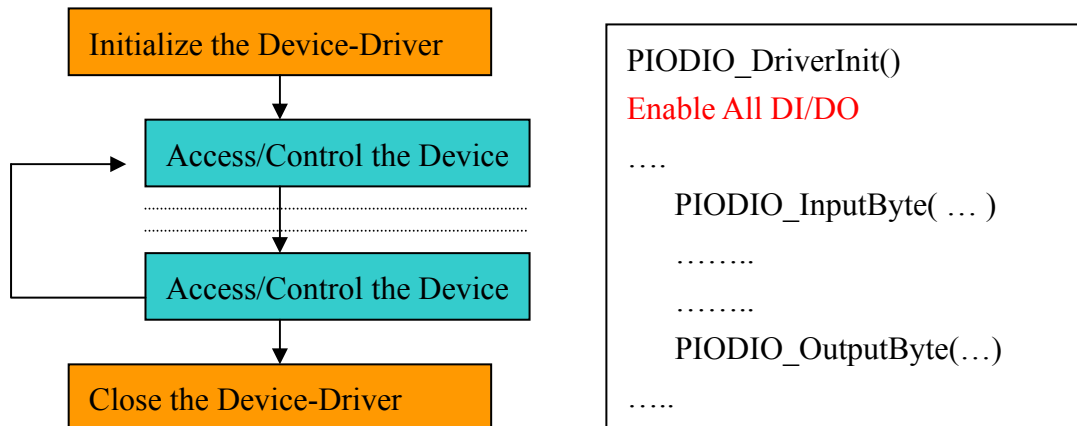 Initialize the Device-Driver
Access/Control the Device
Access/Control the Device
Close the Device-Driver
PIODIO_DriverInit()
Enable All DI/DO
….
PIODIO_InputByte( … )
……..
……..
PIODIO_OutputByte(…)
…..